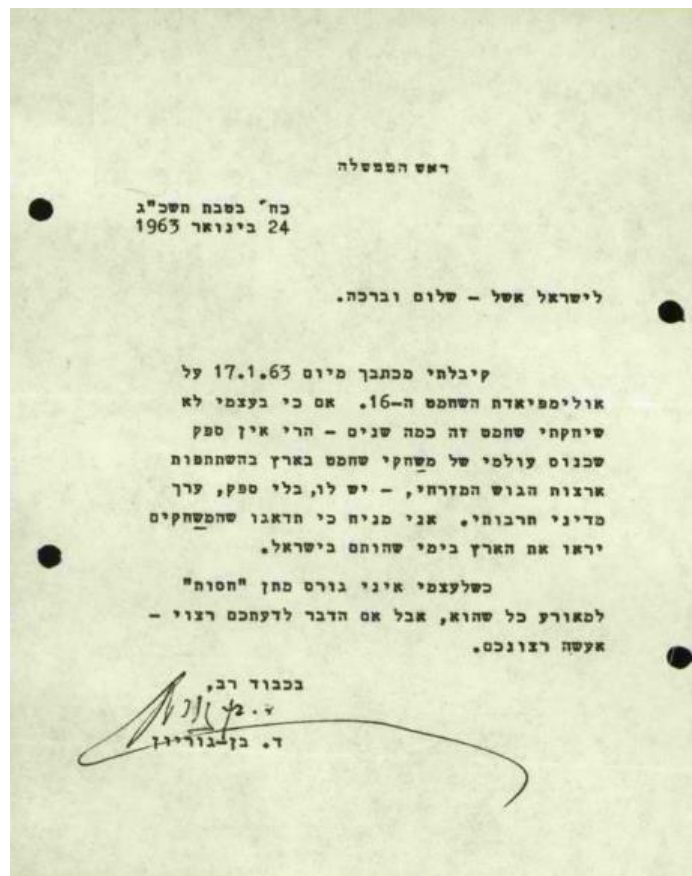 ראש הממשלה
כח' בטבת תשכ"ג
24 בינואר 1963
לישראל אשל - שלום וברכה.
קיבלתי מכתבך מיום 17.1.63 על
אולימפיאדת השחמט ה-16. אם כי בעצמי לא
שיחקתי שחמט זה כמה שנים - הרי אין ספק
שכנוס עולמי של משחקי שחמט בארץ בהשתתפות
ארצות הגוש המזרחי, - יש לו, בלי ספק, ערך
מדיני תרבותי. אני מניח כי תדאגו שהמשחקים
יראו את הארץ בימי שהותם בישראל.
כשלעצמי איני גורס מתן "חסות"
למאורע כל שהוא, אבל אם הדבר לדעתכם רצוי -
אעשה רצונכם.
בכבוד רב,
ד. בן גוריון
ד. בן-גוריון